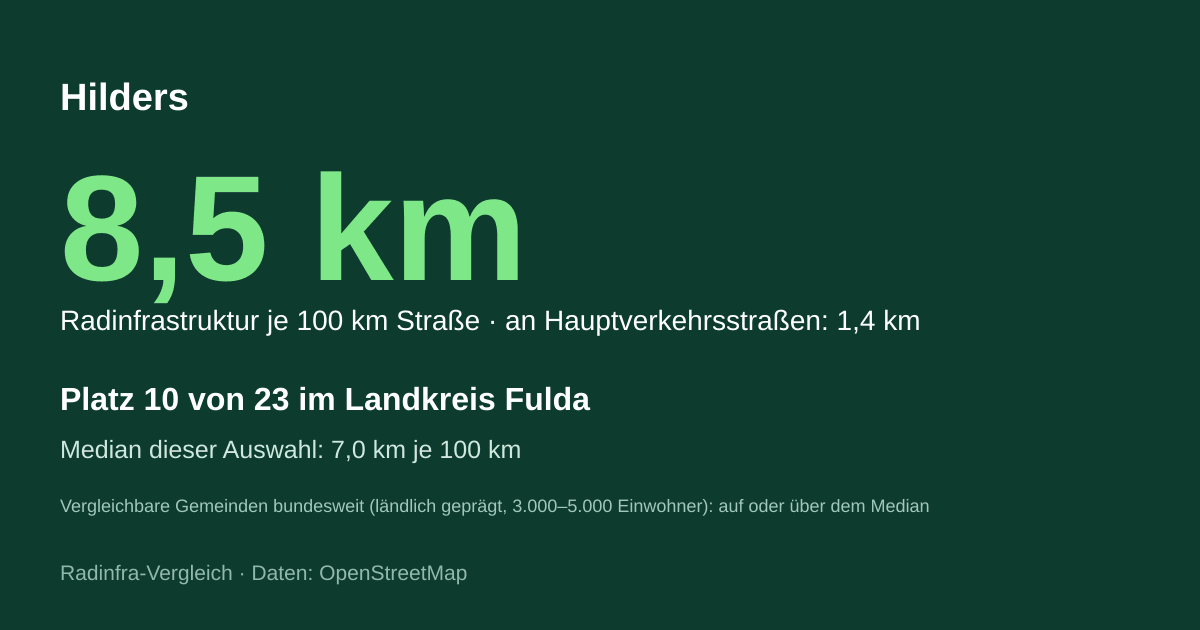 Hilders
8,5 km
Radinfrastruktur je 100 km Straße · an Hauptverkehrsstraßen: 1,4 km
Platz 10 von 23 im Landkreis Fulda
Median dieser Auswahl: 7,0 km je 100 km
Vergleichbare Gemeinden bundesweit (ländlich geprägt, 3.000–5.000 Einwohner): auf oder über dem Median
Radinfra-Vergleich · Daten: OpenStreetMap